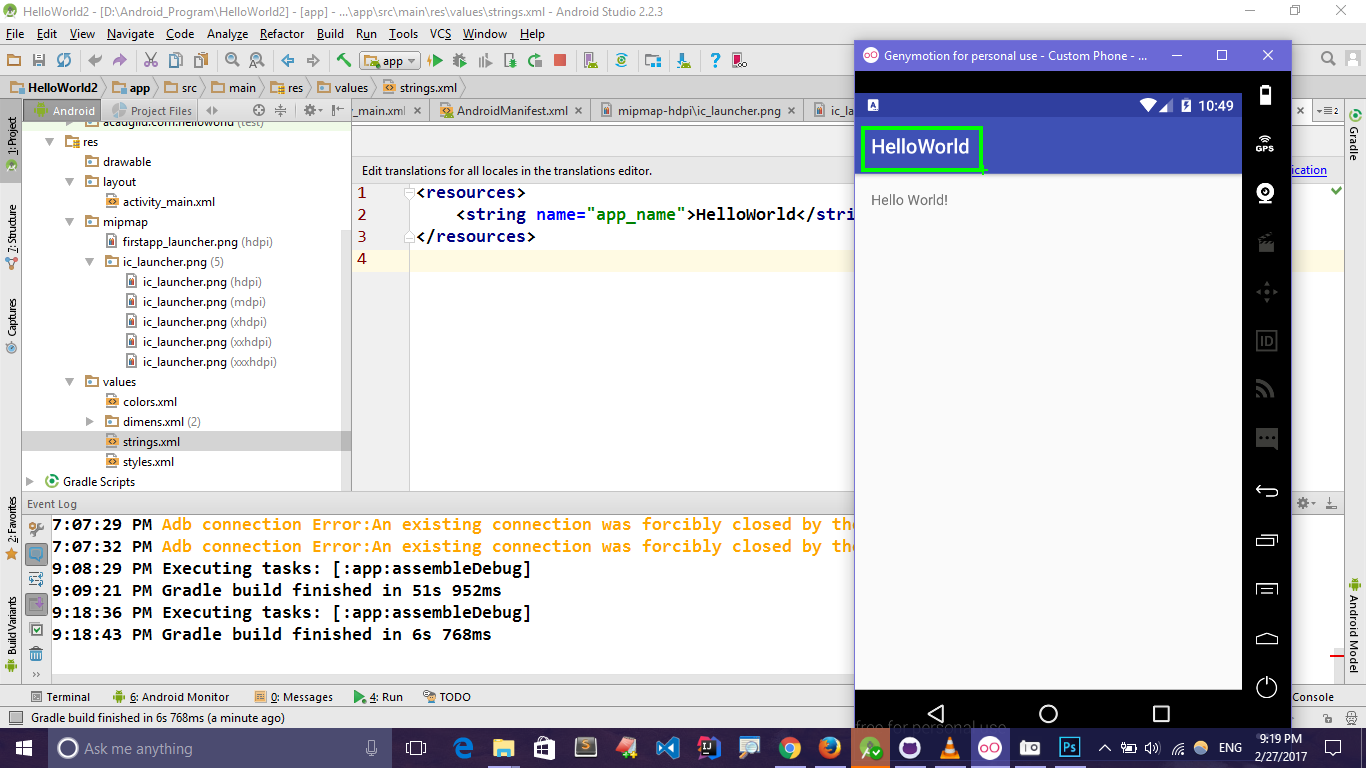 HelloWorld2 - [D:\Android_Program\HelloWorld2] - [app] - ...\app\src\main\res\values\strings.xml - Android Studio 2.2.3
File Edit View Navigate Code Analyze Refactor Build Run Tools VCS Window Help
app
HelloWorld2 app src main res values strings.xml
Android Project Files
_main.xml AndroidManifest.xml mipmap-hdpi\ic_launcher.png ic_la
2
1: Project
7: Structure
Captures
2: Favorites
Build Variants
acadgild.com.helloworld (test)
res
drawable
layout
activity_main.xml
mipmap
firstapp_launcher.png (hdpi)
ic_launcher.png (5)
ic_launcher.png (hdpi)
ic_launcher.png (mdpi)
ic_launcher.png (xhdpi)
ic_launcher.png (xxhdpi)
ic_launcher.png (xxxhdpi)
values
colors.xml
dimens.xml (2)
strings.xml
styles.xml
Gradle Scripts
Edit translations for all locales in the translations editor.
ication
1 <resources>
2 <string name="app_name">HelloWorld</stri
3 </resources>
4
Genymotion for personal use - Custom Phone - ...
A
10:49
HelloWorld
Hello World!
GPS
ID
free for personal use
Gradle
Android Model
Event Log
7:07:29 PM Adb connection Error:An existing connection was forcibly closed by the
7:07:32 PM Adb connection Error:An existing connection was forcibly closed by the
9:08:29 PM Executing tasks: [:app:assembleDebug]
9:09:21 PM Gradle build finished in 51s 952ms
9:18:36 PM Executing tasks: [:app:assembleDebug]
9:18:43 PM Gradle build finished in 6s 768ms
Terminal 6: Android Monitor 0: Messages 4: Run TODO
Console
Gradle build finished in 6s 768ms (a minute ago)
Ask me anything
Ps
ENG
9:19 PM
2/27/2017